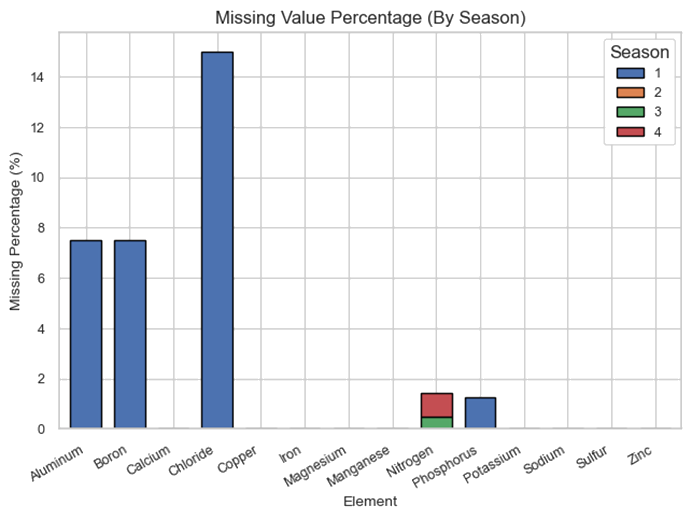 Missing Value Percentage (By Season)
Missing Percentage (%)
14
12
10
8
6
4
2
0
Season
1
2
3
4
Aluminum
Boron
Calcium
Chloride
Copper
Iron
Magnesium
Manganese
Nitrogen
Phosphorus
Potassium
Sodium
Sulfur
Zinc
Element